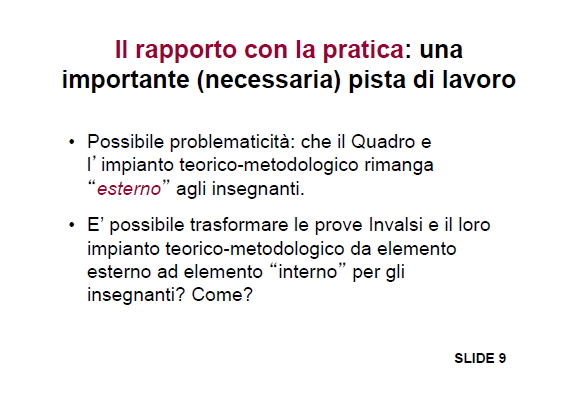 Il rapporto con la pratica: una
importante (necessaria) pista di lavoro
• Possibile problematicità: che il Quadro e
l’impianto teorico-metodologico rimanga
“esterno” agli insegnanti.
• E’ possibile trasformare le prove Invalsi e il loro
impianto teorico-metodologico da elemento
esterno ad elemento “interno” per gli
insegnanti? Come?
SLIDE 9